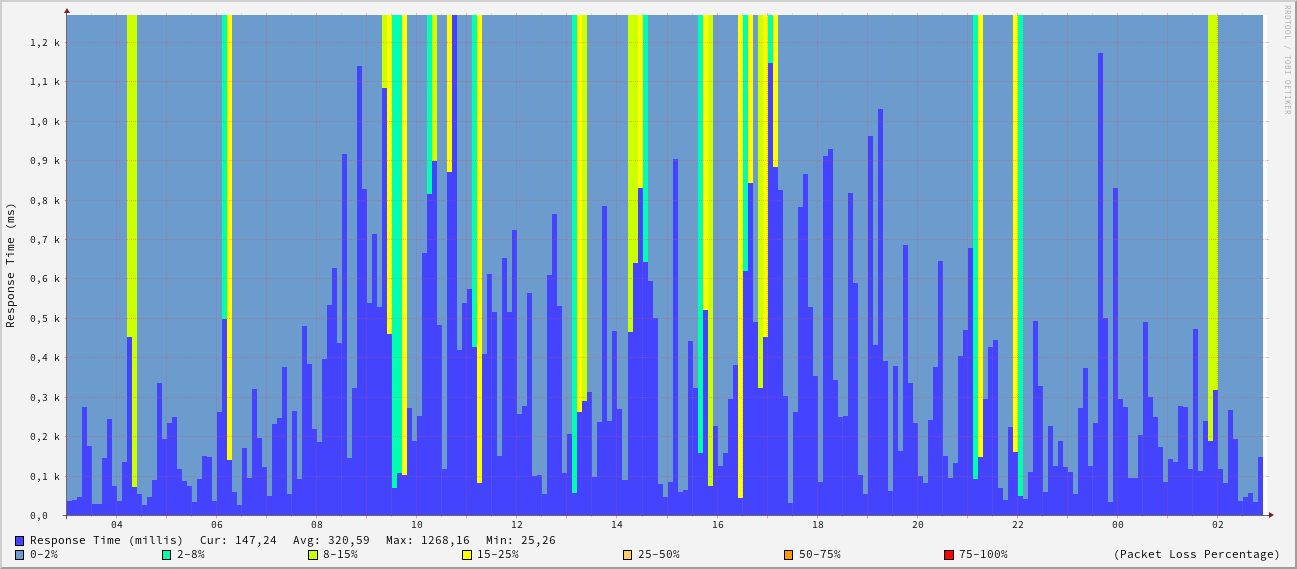 RRDTOOL / TOBI OETIKER
Response Time (ms)
1,2 k
1,1 k
1,0 k
0,9 k
0,8 k
0,7 k
0,6 k
0,5 k
0,4 k
0,3 k
0,2 k
0,1 k
0,0
04 06 08 10 12 14 16 18 20 22 00 02
Response Time (millis) Cur: 147,24 Avg: 320,59 Max: 1268,16 Min: 25,26
0-2% 2-8% 8-15% 15-25% 25-50% 50-75% 75-100% (Packet Loss Percentage)